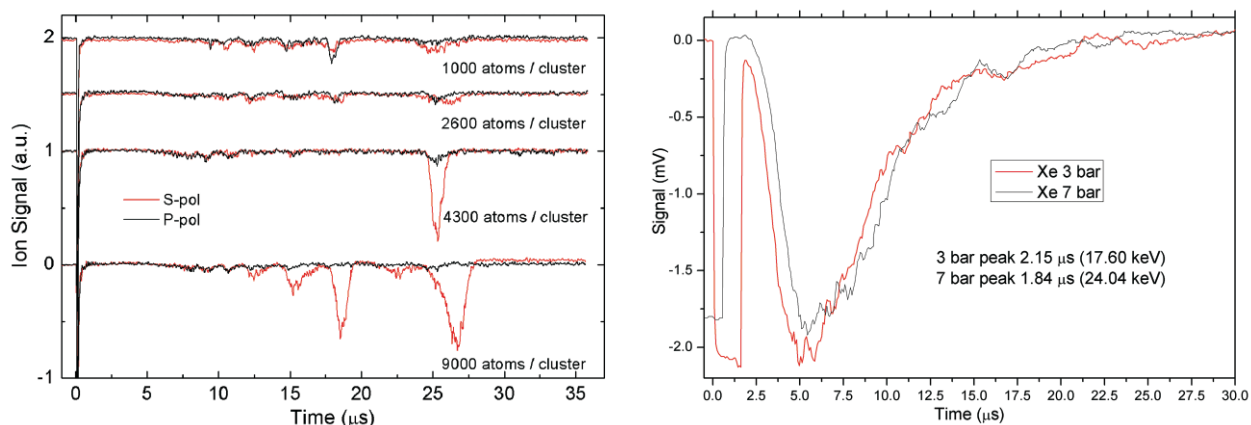 2
1
0
-1
Ion Signal (a.u.)
1000 atoms / cluster
2600 atoms / cluster
S-pol
P-pol
4300 atoms / cluster
9000 atoms / cluster
0 5 10 15 20 25 30 35
Time (μs)
0.0
-0.5
-1.0
-1.5
-2.0
Signal (mV)
Xe 3 bar
Xe 7 bar
3 bar peak 2.15 μs (17.60 keV)
7 bar peak 1.84 μs (24.04 keV)
0.0 2.5 5.0 7.5 10.0 12.5 15.0 17.5 20.0 22.5 25.0 27.5 30.0
Time (μs)